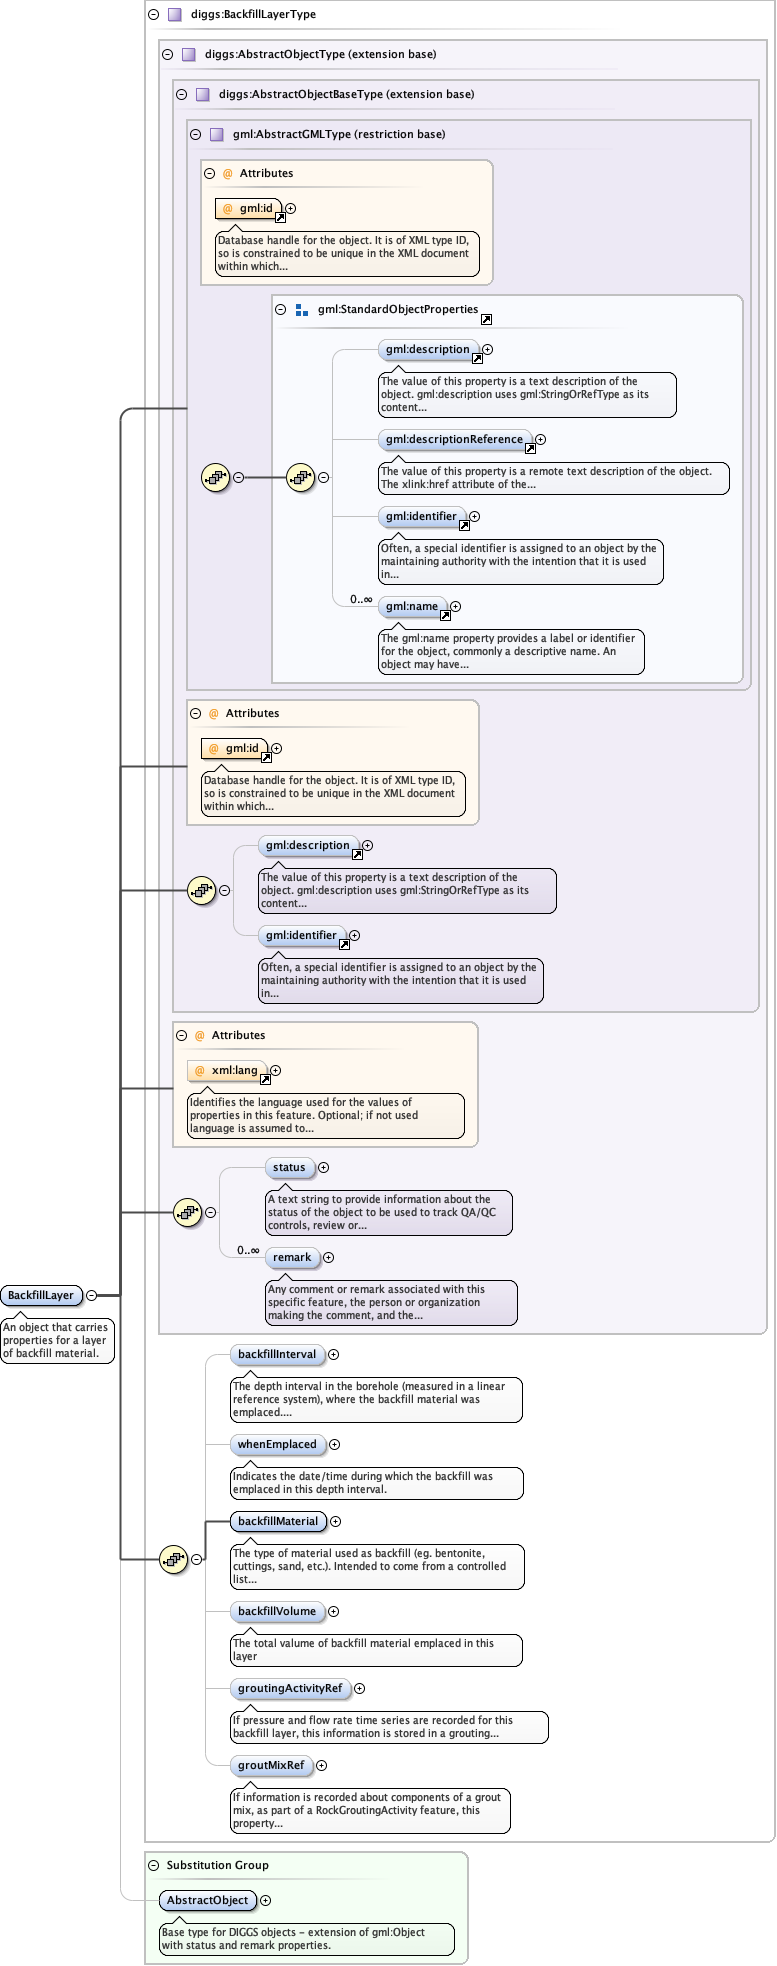 diggs:BackfillLayerType
diggs:AbstractObjectType (extension base)
diggs:AbstractObjectBaseType (extension base)
gml:AbstractGMLType (restriction base)
@ Attributes
@ gml:id
Database handle for the object. It is of XML type ID,
so is constrained to be unique in the XML document
within which...
gml:StandardObjectProperties
gml:description
The value of this property is a text description of the
object. gml:description uses gml:StringOrRefType as its
content...
gml:descriptionReference
The value of this property is a remote text description of the object.
The xlink:href attribute of the...
gml:identifier
Often, a special identifier is assigned to an object by the
maintaining authority with the intention that it is used
in...
0..∞
gml:name
The gml:name property provides a label or identifier
for the object, commonly a descriptive name. An
object may have...
@ Attributes
@ gml:id
Database handle for the object. It is of XML type ID,
so is constrained to be unique in the XML document
within which...
gml:description
The value of this property is a text description of the
object. gml:description uses gml:StringOrRefType as its
content...
gml:identifier
Often, a special identifier is assigned to an object by the
maintaining authority with the intention that it is used
in...
@ Attributes
@ xml:lang
Identifies the language used for the values of
properties in this feature. Optional; if not used
language is assumed to...
status
A text string to provide information about the
status of the object to be used to track QA/QC
controls, review or...
0..∞
remark
Any comment or remark associated with this
specific feature, the person or organization
making the comment, and the...
BackfillLayer
An object that carries
properties for a layer
of backfill material.
backfillInterval
The depth interval in the borehole (measured in a linear
reference system), where the backfill material was
emplaced....
whenEmplaced
Indicates the date/time during which the backfill was
emplaced in this depth interval.
backfillMaterial
The type of material used as backfill (eg. bentonite,
cuttings, sand, etc.). Intended to come from a controlled
list...
backfillVolume
The total valume of backfill material emplaced in this
layer
groutingActivityRef
If pressure and flow rate time series are recorded for this
backfill layer, this information is stored in a grouting...
groutMixRef
If information is recorded about components of a grout
mix, as part of a RockGroutingActivity feature, this
property...
Substitution Group
AbstractObject
Base type for DIGGS objects - extension of gml:Object
with status and remark properties.